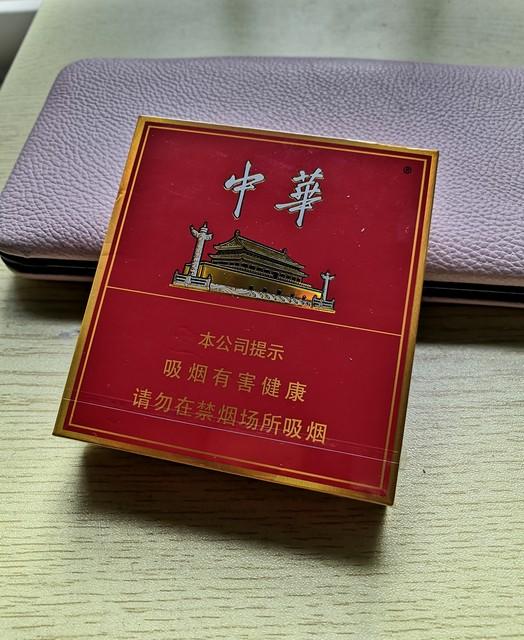 中華
®
本公司提示
吸烟有害健康
请勿在禁烟场所吸烟